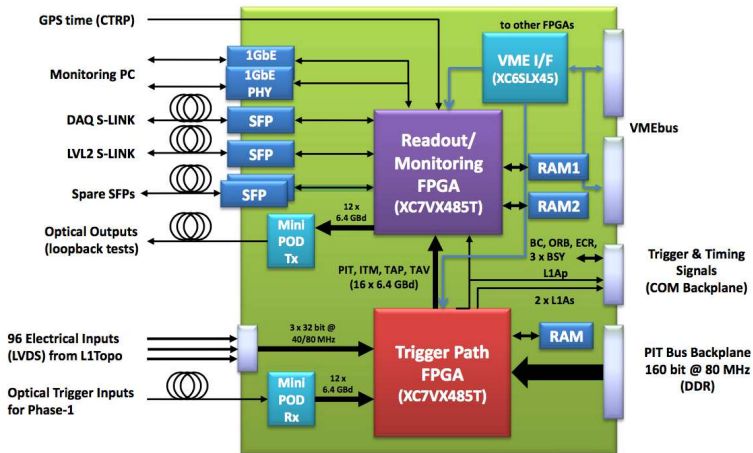 GPS time (CTRP)
to other FPGAs
1GbE
1GbE
PHY
Monitoring PC
VME I/F
(XC6SLX45)
VMEbus
DAQ S-LINK
SFP
LVL2 S-LINK
SFP
Readout/
Monitoring
FPGA
(XC7VX485T)
RAM1
RAM2
Spare SFPs
SFP
12 x
6.4 GBd
Optical Outputs
(loopback tests)
Mini
POD
Tx
PIT, ITM, TAP, TAV
(16 x 6.4 GBd)
BC, ORB, ECR,
3 x BSY
L1Ap
2 x L1As
Trigger & Timing
Signals
(COM Backplane)
96 Electrical Inputs
(LVDS) from L1Topo
3 x 32 bit @
40/80 MHz
Trigger Path
FPGA
(XC7VX485T)
RAM
PIT Bus Backplane
160 bit @ 80 MHz
(DDR)
Optical Trigger Inputs
for Phase-1
Mini
POD
Rx
12 x
6.4 GBd